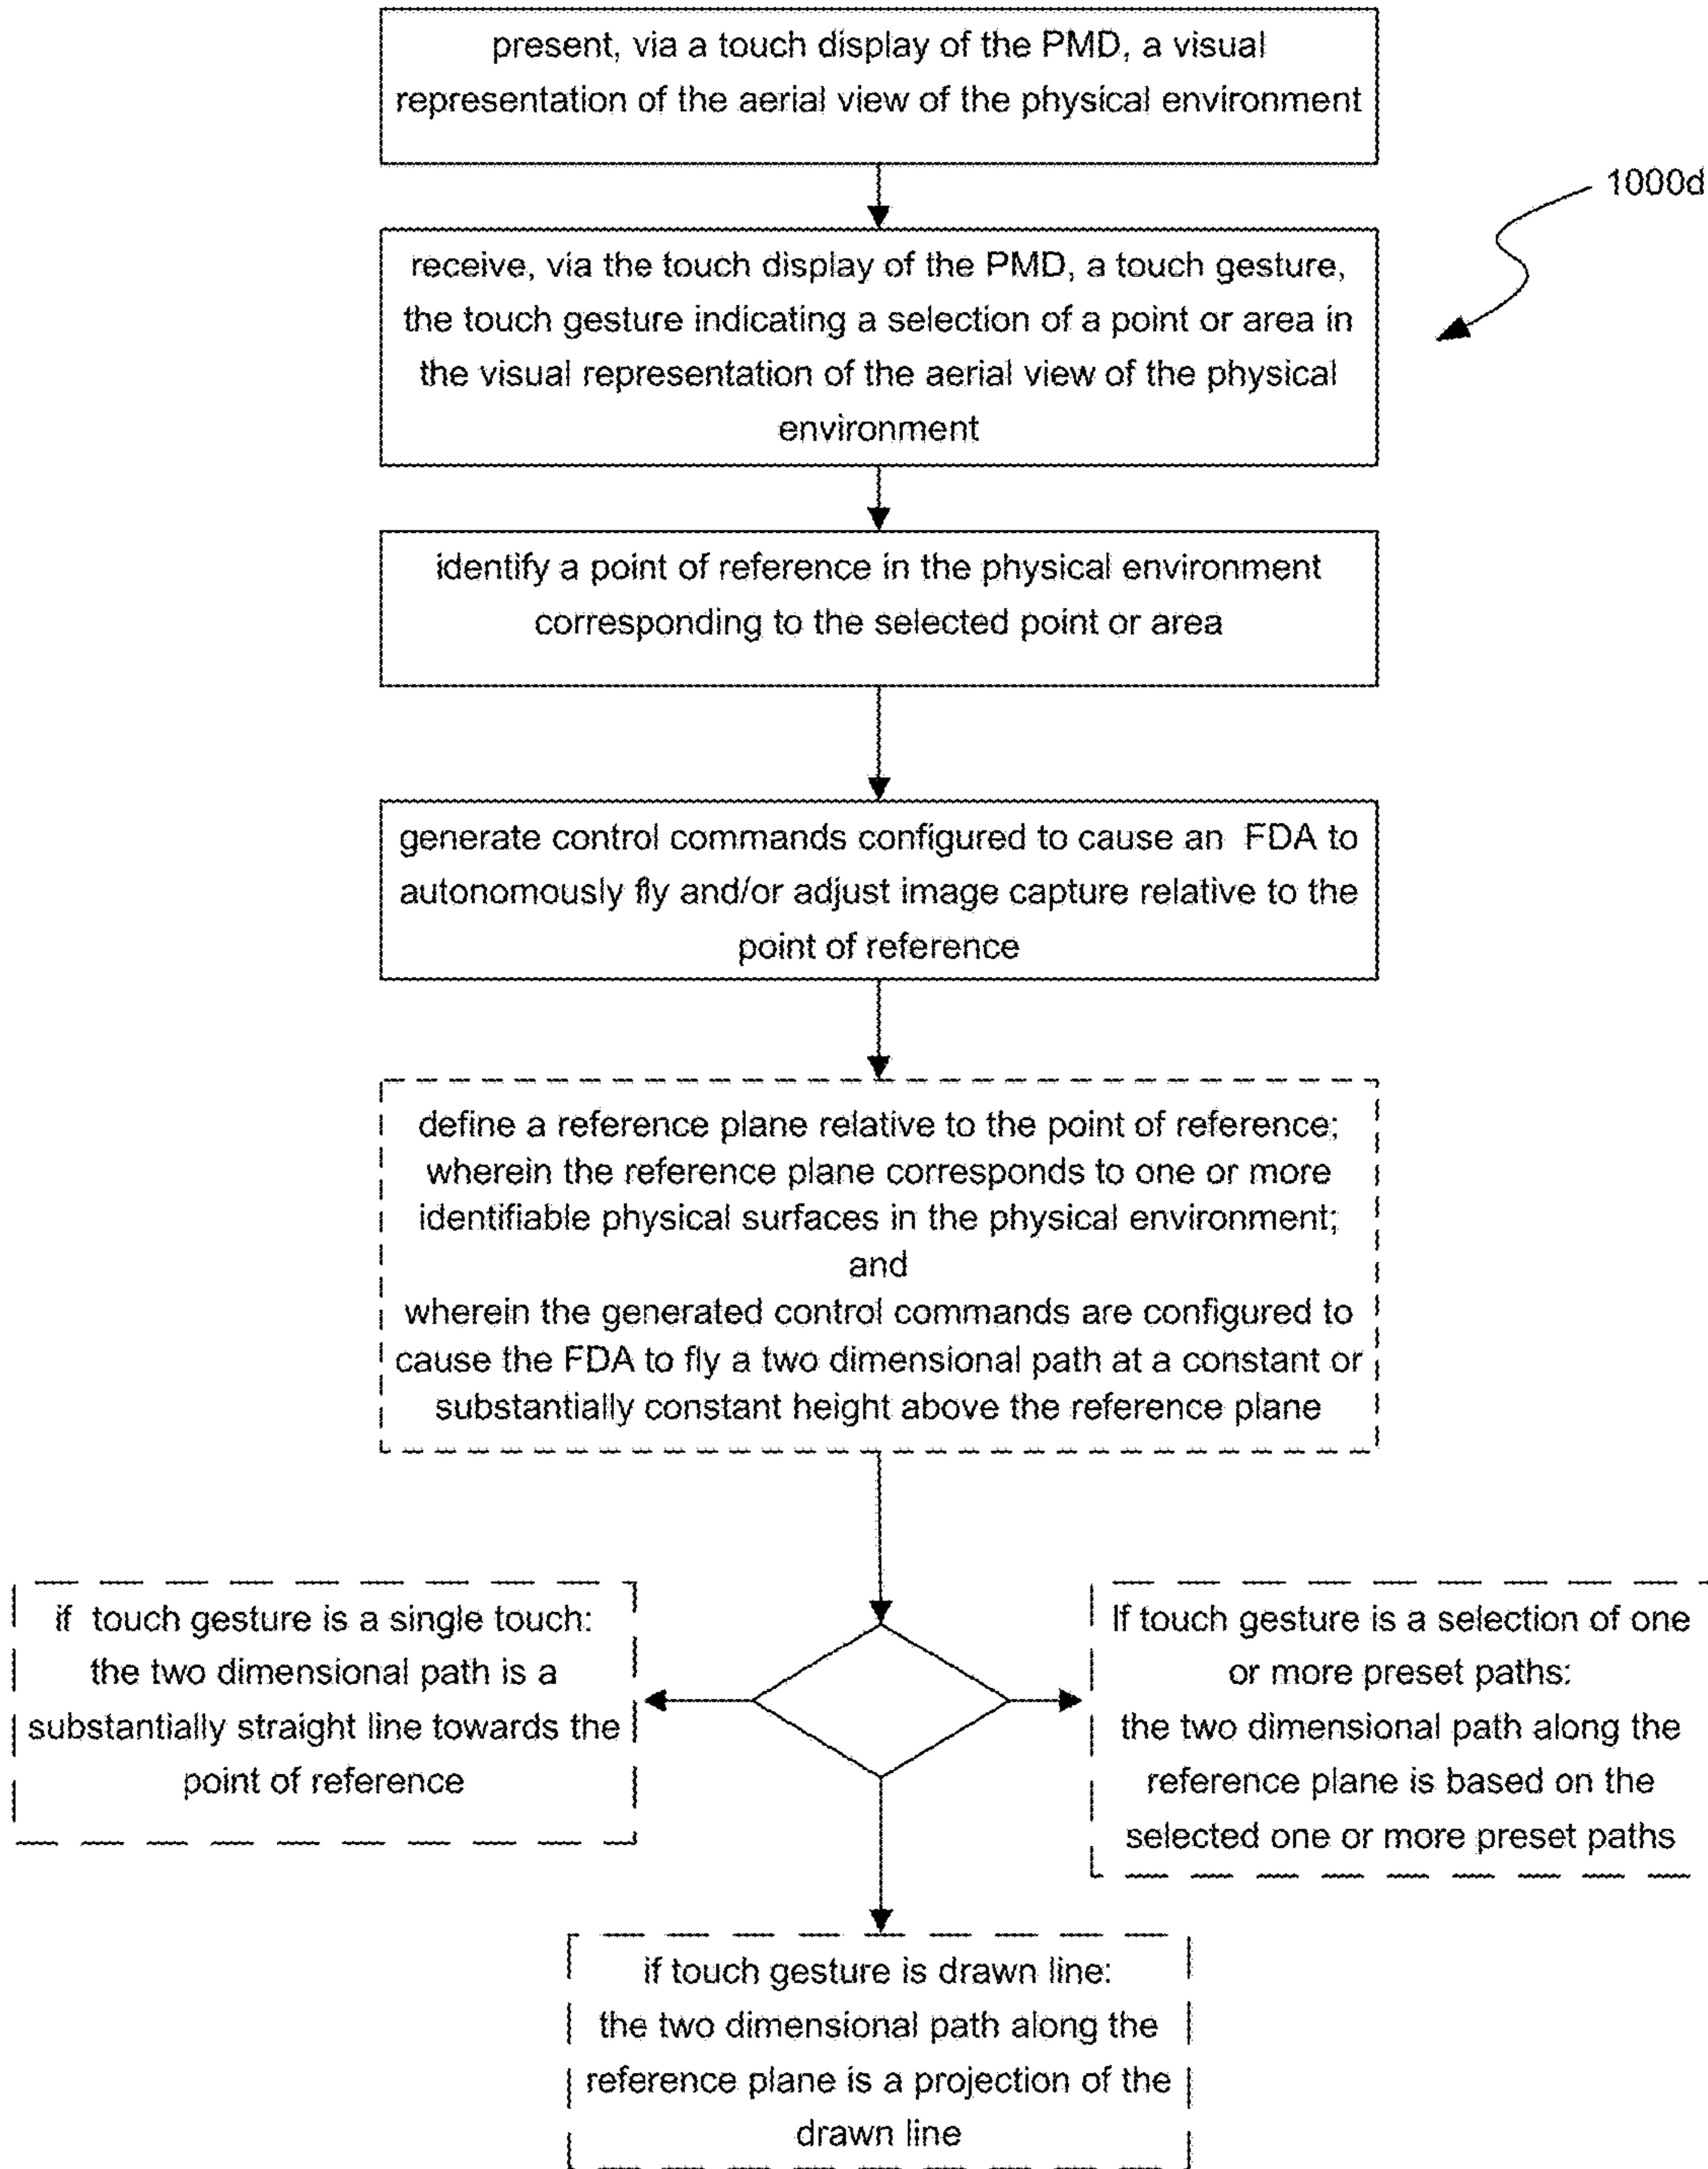 present, via a touch display of the PMD, a visual
representation of the aerial view of the physical environment
1000d
receive, via the touch display of the PMD, a touch gesture,
the touch gesture indicating a selection of a point or area in
the visual representation of the aerial view of the physical
environment
identify a point of reference in the physical environment
corresponding to the selected point or area
generate control commands configured to cause an FDA to
autonomously fly and/or adjust image capture relative to the
point of reference
define a reference plane relative to the point of reference;
wherein the reference plane corresponds to one or more
identifiable physical surfaces in the physical environment;
and
wherein the generated control commands are configured to
cause the FDA to fly a two dimensional path at a constant or
substantially constant height above the reference plane
if touch gesture is a single touch:
the two dimensional path is a
substantially straight line towards the
point of reference
If touch gesture is a selection of one
or more preset paths:
the two dimensional path along the
reference plane is based on the
selected one or more preset paths
if touch gesture is drawn line:
the two dimensional path along the
reference plane is a projection of the
drawn line